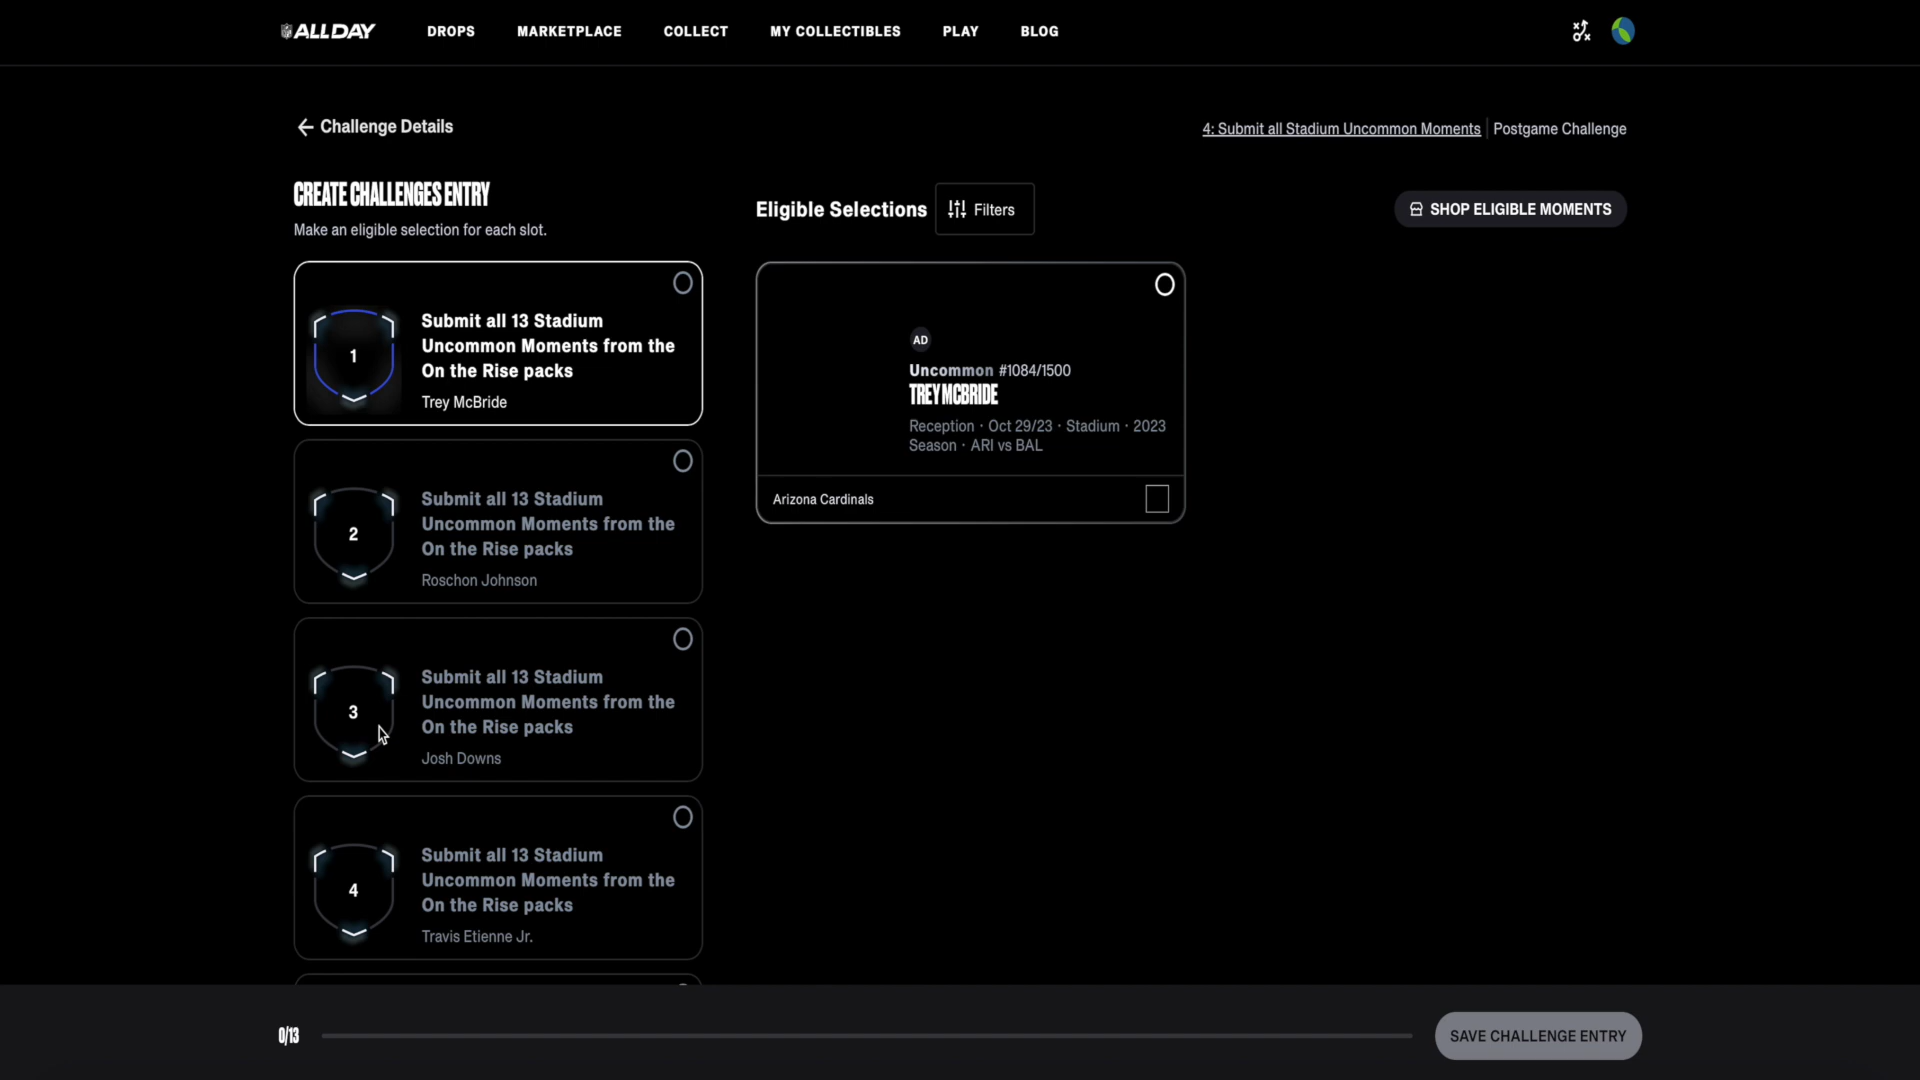 ALL DAY
DROPS
MARKETPLACE
COLLECT
MY COLLECTIBLES
PLAY
BLOG
Challenge Details
4: Submit all Stadium Uncommon Moments
Postgame Challenge
CREATE CHALLENGES ENTRY
Make an eligible selection for each slot.
1
Submit all 13 Stadium
Uncommon Moments from the
On the Rise packs
Trey McBride
2
Submit all 13 Stadium
Uncommon Moments from the
On the Rise packs
Roschon Johnson
3
Submit all 13 Stadium
Uncommon Moments from the
On the Rise packs
Josh Downs
4
Submit all 13 Stadium
Uncommon Moments from the
On the Rise packs
Travis Etienne Jr.
Eligible Selections
Filters
SHOP ELIGIBLE MOMENTS
AD
Uncommon #1084/1500
TREY MCBRIDE
Reception · Oct 29/23 · Stadium · 2023
Season · ARI vs BAL
Arizona Cardinals
0/13
SAVE CHALLENGE ENTRY